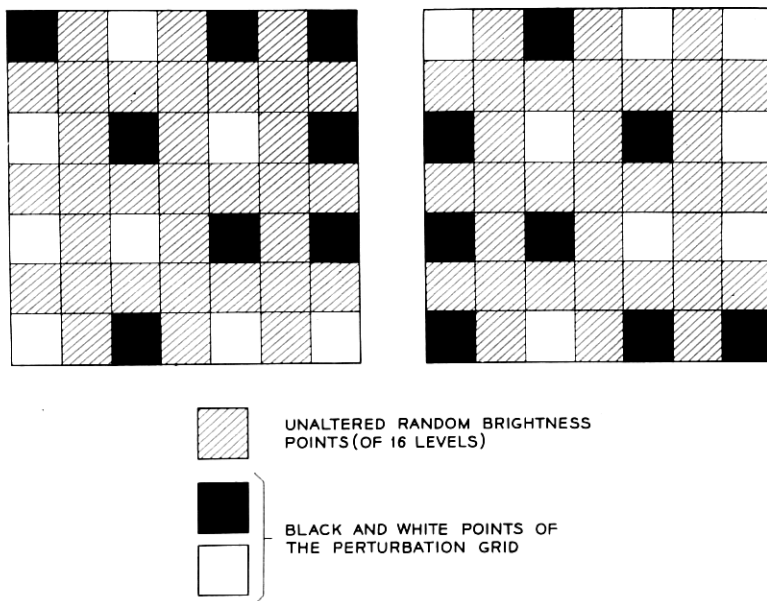 UNALTERED RANDOM BRIGHTNESS
POINTS (OF 16 LEVELS)
BLACK AND WHITE POINTS OF
THE PERTURBATION GRID